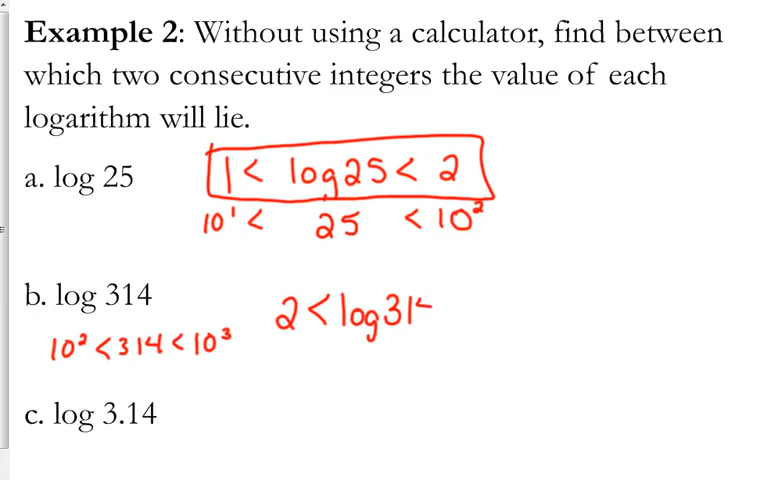 Example 2: Without using a calculator, find between
which two consecutive integers the value of each
logarithm will lie.
a. log 25
1 < log 25 < 2
10¹ < 25 < 10²
b. log 314
2 < log 314
10² < 314 < 10³
c. log 3.14